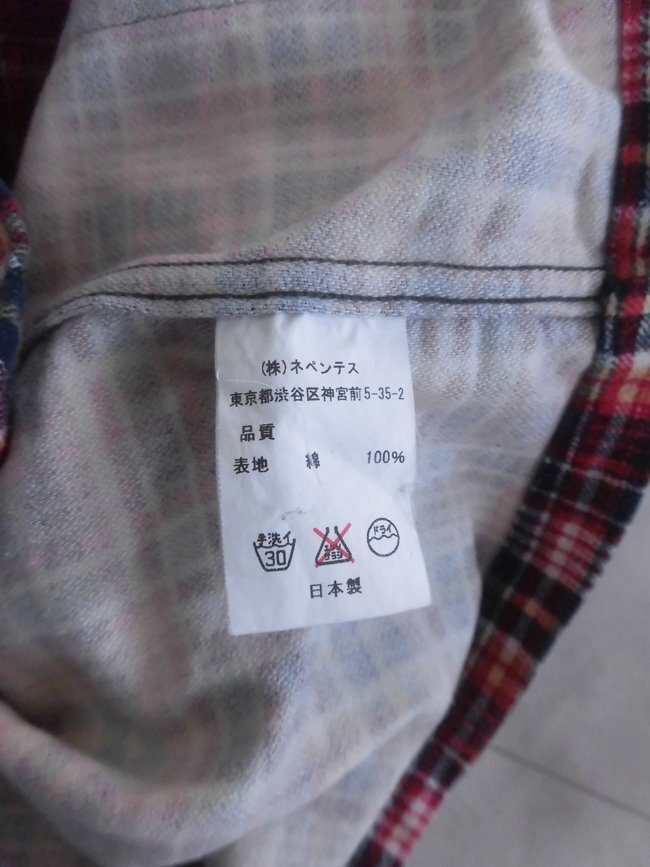 (株)ネペンテス
東京都渋谷区神宮前5-35-2
品質
表地 綿 100%
手洗イ 30 エンソサラシ ドライ
日本製